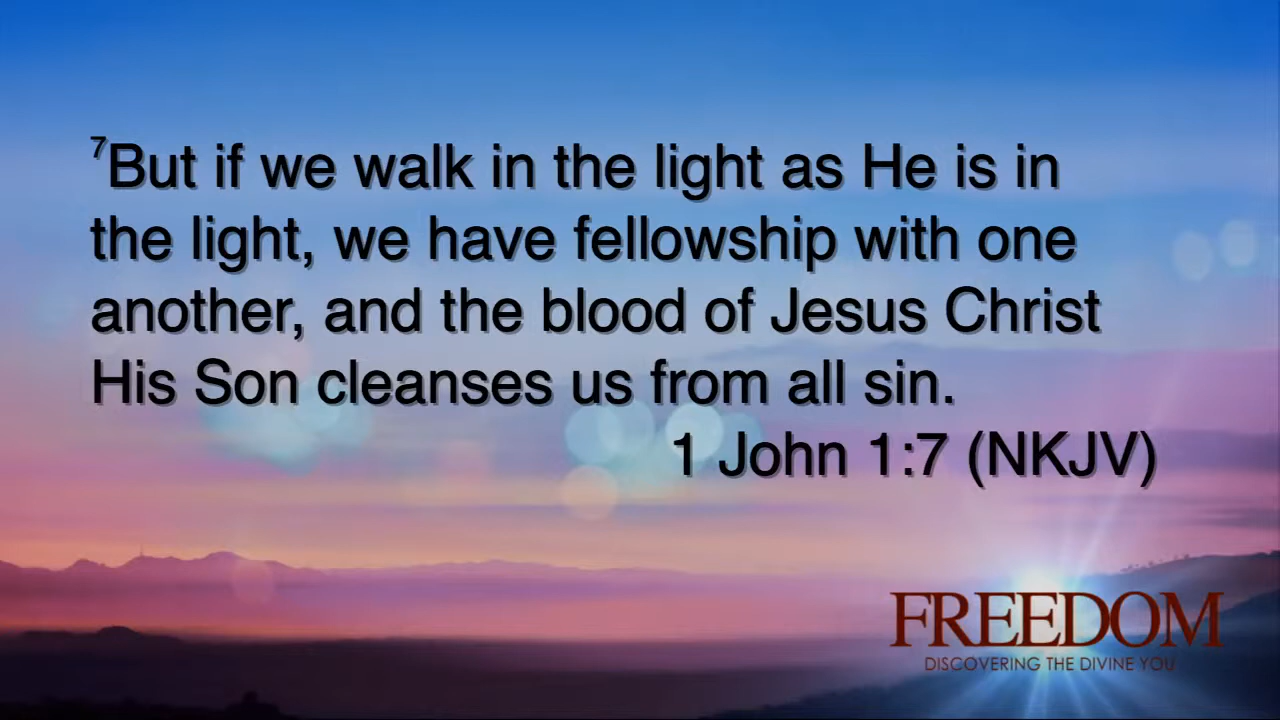 ⁷But if we walk in the light as He is in
the light, we have fellowship with one
another, and the blood of Jesus Christ
His Son cleanses us from all sin.
1 John 1:7 (NKJV)
FREEDOM
DISCOVERING THE DIVINE YOU